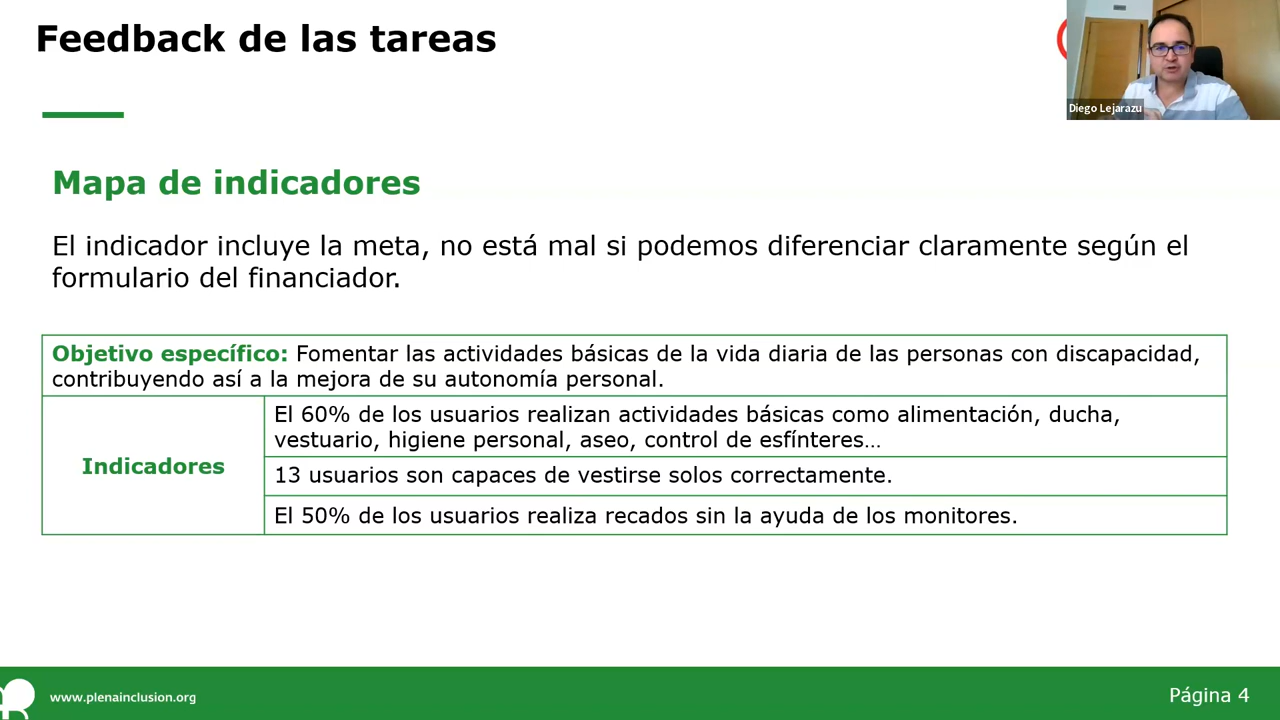 Feedback de las tareas
Diego Lejarazu
Mapa de indicadores
El indicador incluye la meta, no está mal si podemos diferenciar claramente según el
formulario del financiador.
Objetivo específico: Fomentar las actividades básicas de la vida diaria de las personas con discapacidad,
contribuyendo así a la mejora de su autonomía personal.
Indicadores
El 60% de los usuarios realizan actividades básicas como alimentación, ducha,
vestuario, higiene personal, aseo, control de esfínteres…
13 usuarios son capaces de vestirse solos correctamente.
El 50% de los usuarios realiza recados sin la ayuda de los monitores.
www.plenainclusion.org
Página 4